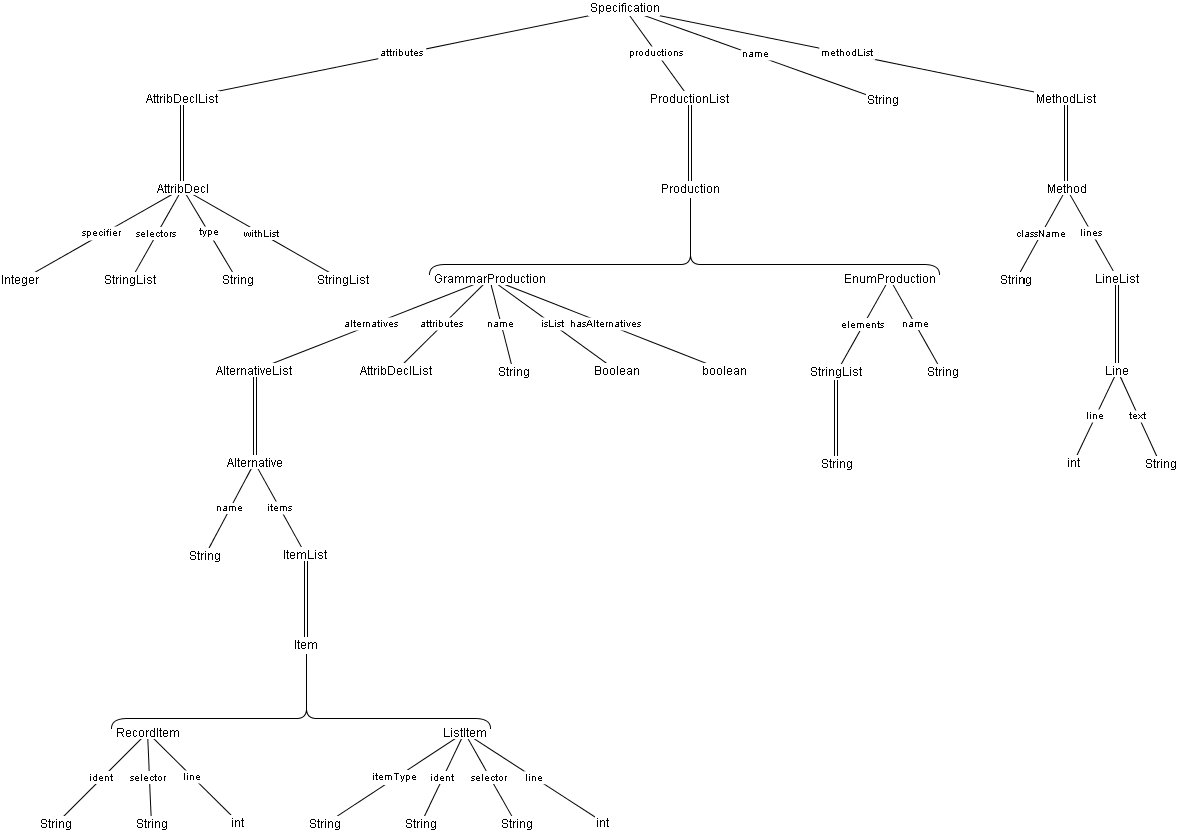 Specification
attributes productions name methodList
AttribDeclList ProductionList String MethodList
AttribDecl Production Method
specifier selectors type withList className lines
Integer StringList String StringList GrammarProduction EnumProduction String LineList
alternatives attributes name isList hasAlternatives elements name
AlternativeList AttribDeclList String Boolean boolean StringList String Line
line text
Alternative String int String
name items
String ItemList
Item
RecordItem ListItem
ident selector line itemType ident selector line
String String int String String String int